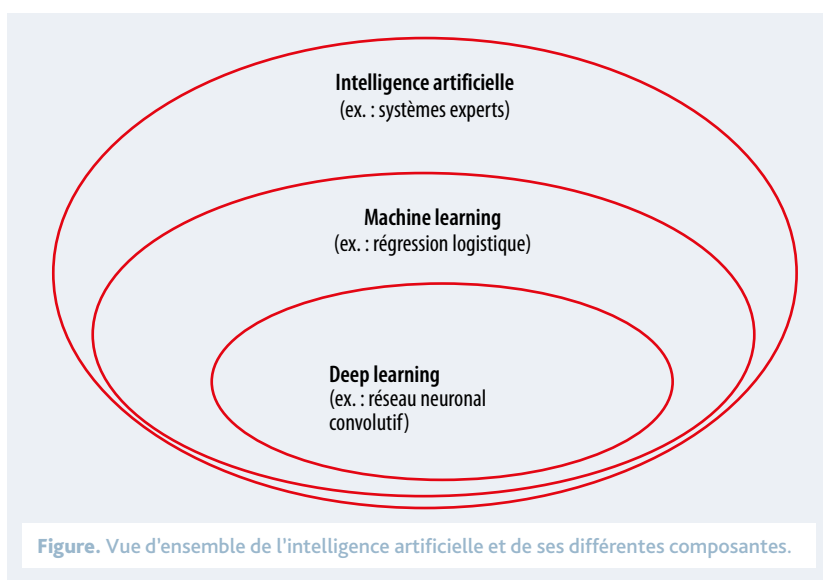 Intelligence artificielle
(ex. : systèmes experts)
Machine learning
(ex. : régression logistique)
Deep learning
(ex. : réseau neuronal
convolutif)
Figure. Vue d'ensemble de l'intelligence artificielle et de ses différentes composantes.